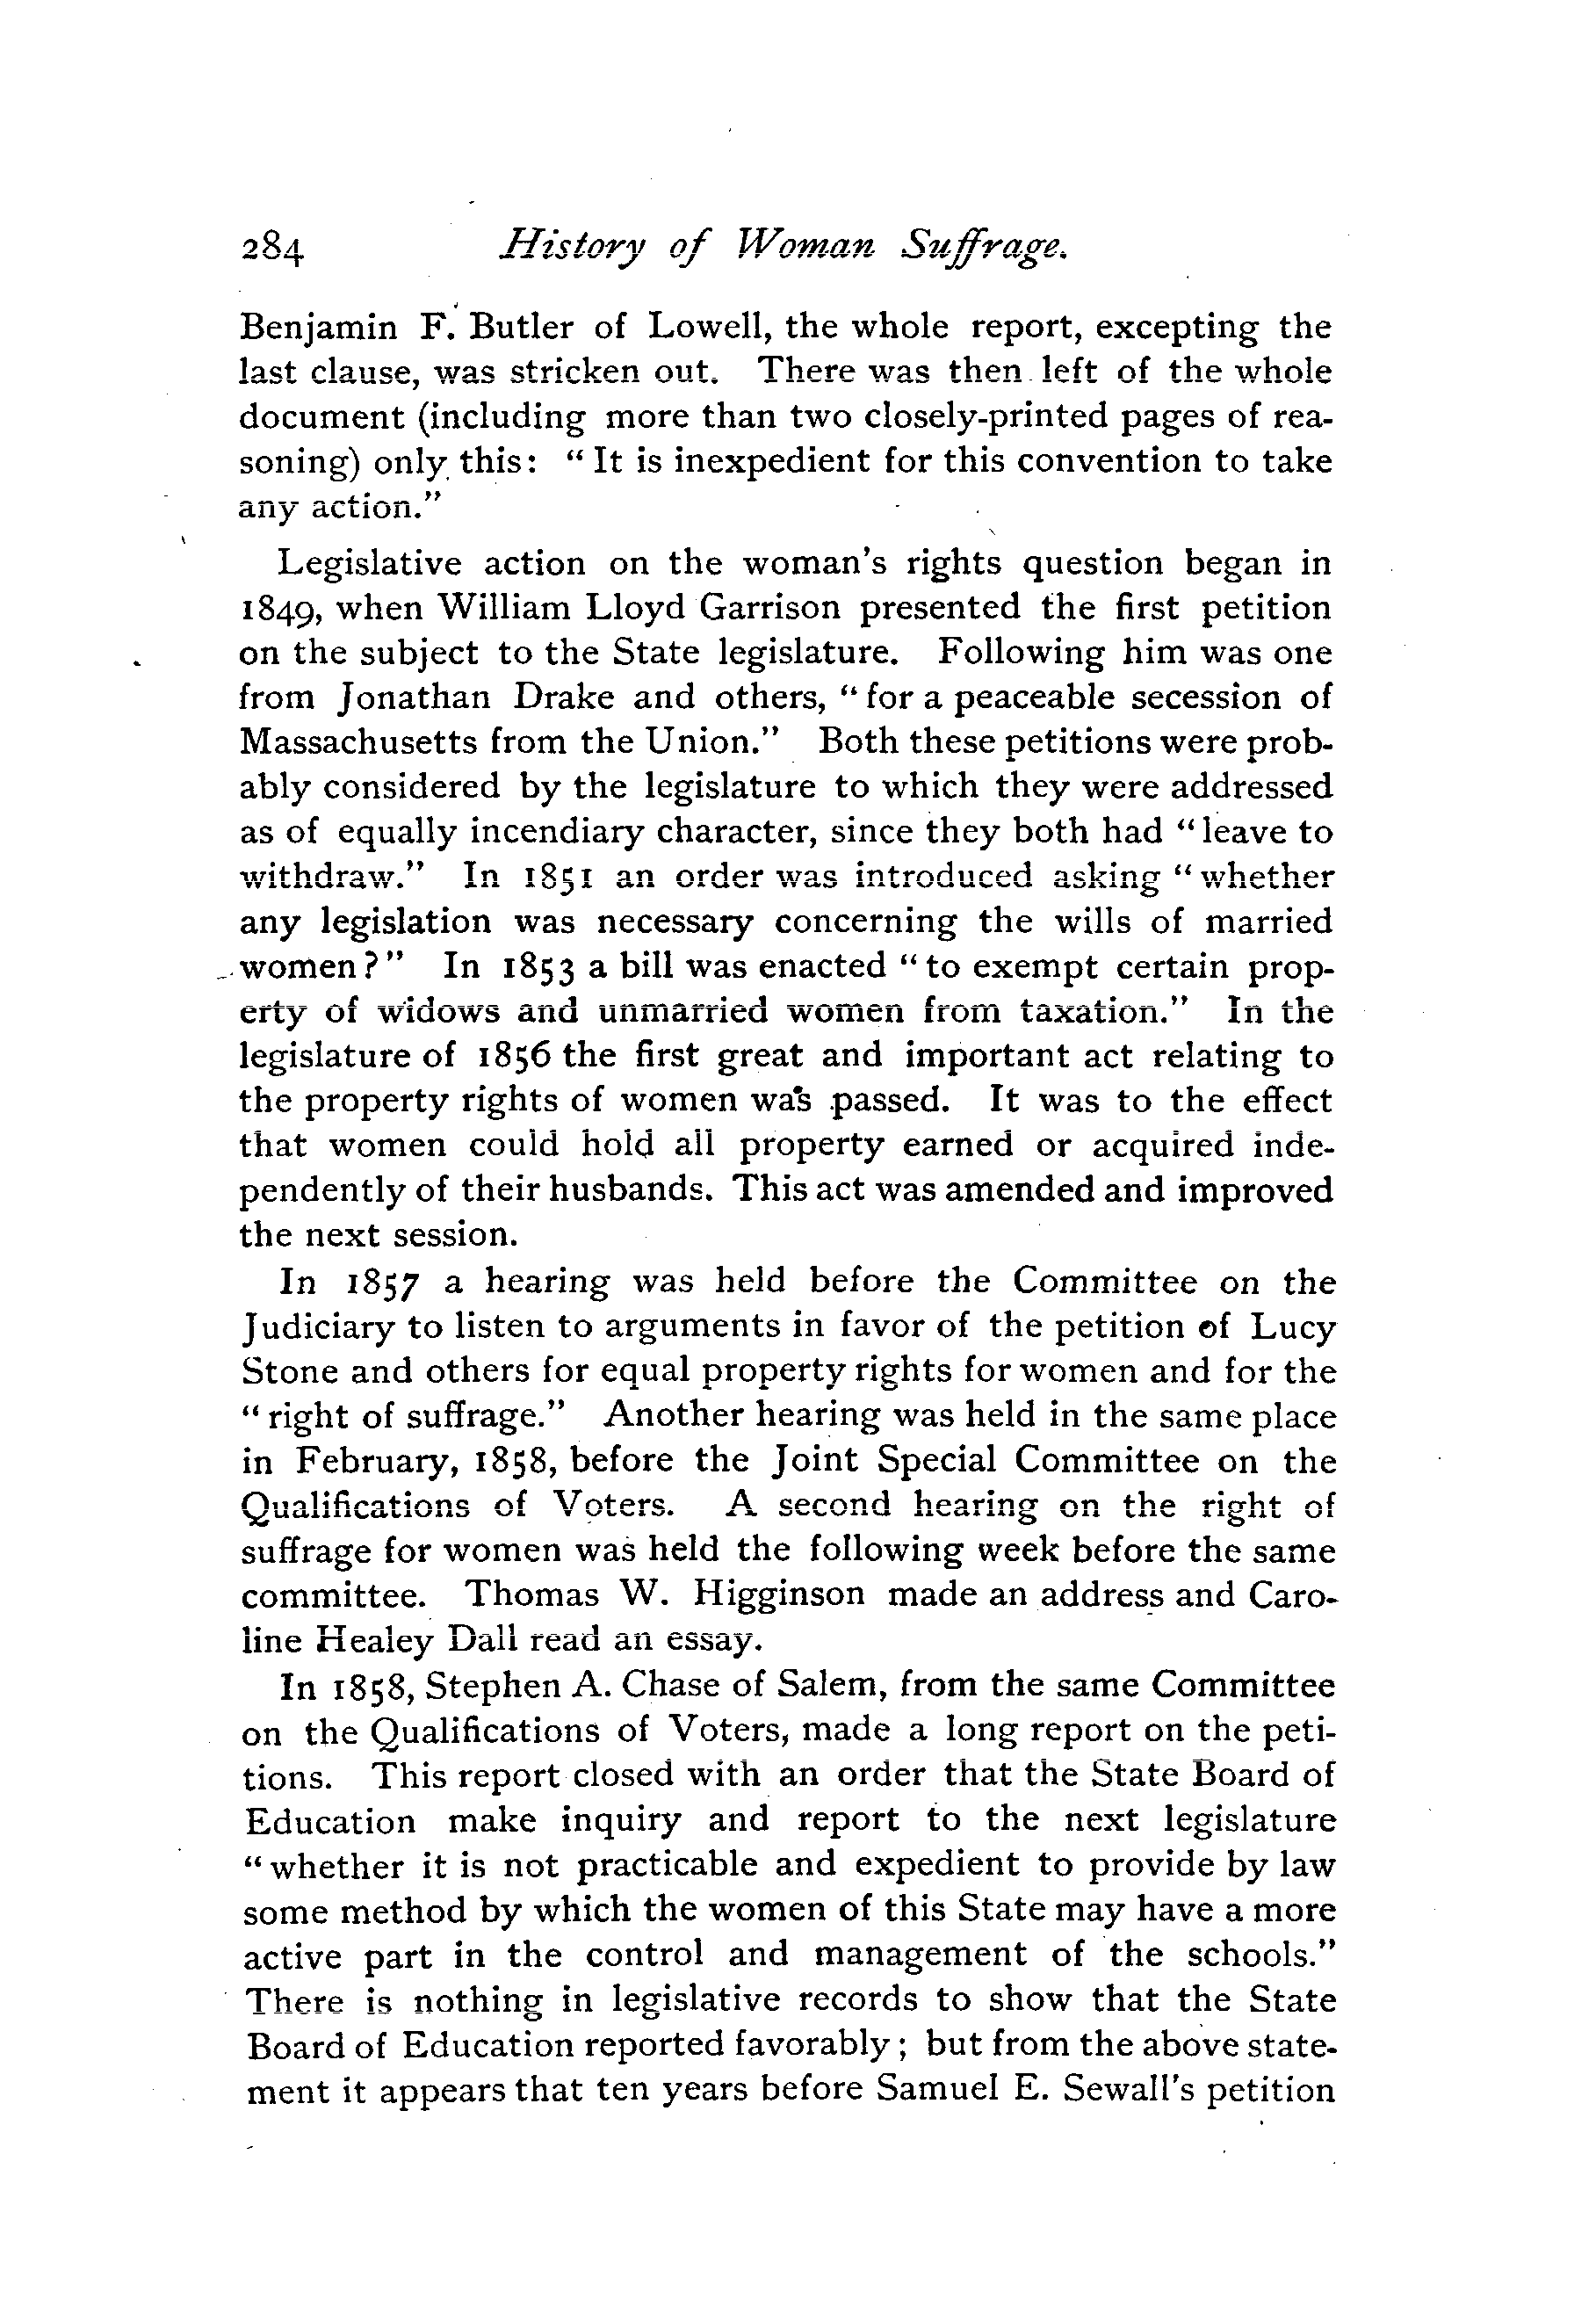 284 History of Woman Suffrage.
Benjamin F. Butler of Lowell, the whole report, excepting the
last clause, was stricken out. There was then left of the whole
document (including more than two closely-printed pages of rea-
soning) only this: "It is inexpedient for this convention to take
any action."
Legislative action on the woman's rights question began in
1849, when William Lloyd Garrison presented the first petition
on the subject to the State legislature. Following him was one
from Jonathan Drake and others, "for a peaceable secession of
Massachusetts from the Union." Both these petitions were prob-
ably considered by the legislature to which they were addressed
as of equally incendiary character, since they both had "leave to
withdraw." In 1851 an order was introduced asking "whether
any legislation was necessary concerning the wills of married
women?" In 1853 a bill was enacted "to exempt certain prop-
erty of widows and unmarried women from taxation." In the
legislature of 1856 the first great and important act relating to
the property rights of women was passed. It was to the effect
that women could hold all property earned or acquired inde-
pendently of their husbands. This act was amended and improved
the next session.
In 1857 a hearing was held before the Committee on the
Judiciary to listen to arguments in favor of the petition of Lucy
Stone and others for equal property rights for women and for the
"right of suffrage." Another hearing was held in the same place
in February, 1858, before the Joint Special Committee on the
Qualifications of Voters. A second hearing on the right of
suffrage for women was held the following week before the same
committee. Thomas W. Higginson made an address and Caro-
line Healey Dall read an essay.
In 1858, Stephen A. Chase of Salem, from the same Committee
on the Qualifications of Voters, made a long report on the peti-
tions. This report closed with an order that the State Board of
Education make inquiry and report to the next legislature
"whether it is not practicable and expedient to provide by law
some method by which the women of this State may have a more
active part in the control and management of the schools."
There is nothing in legislative records to show that the State
Board of Education reported favorably; but from the above state-
ment it appears that ten years before Samuel E. Sewall's petition